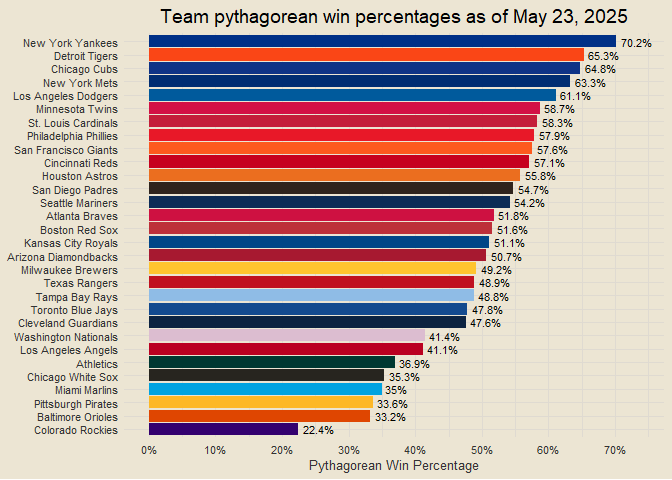 Team pythagorean win percentages as of May 23, 2025
New York Yankees 70.2%
Detroit Tigers 65.3%
Chicago Cubs 64.8%
New York Mets 63.3%
Los Angeles Dodgers 61.1%
Minnesota Twins 58.7%
St. Louis Cardinals 58.3%
Philadelphia Phillies 57.9%
San Francisco Giants 57.6%
Cincinnati Reds 57.1%
Houston Astros 55.8%
San Diego Padres 54.7%
Seattle Mariners 54.2%
Atlanta Braves 51.8%
Boston Red Sox 51.6%
Kansas City Royals 51.1%
Arizona Diamondbacks 50.7%
Milwaukee Brewers 49.2%
Texas Rangers 48.9%
Tampa Bay Rays 48.8%
Toronto Blue Jays 47.8%
Cleveland Guardians 47.6%
Washington Nationals 41.4%
Los Angeles Angels 41.1%
Athletics 36.9%
Chicago White Sox 35.3%
Miami Marlins 35%
Pittsburgh Pirates 33.6%
Baltimore Orioles 33.2%
Colorado Rockies 22.4%
0% 10% 20% 30% 40% 50% 60% 70%
Pythagorean Win Percentage